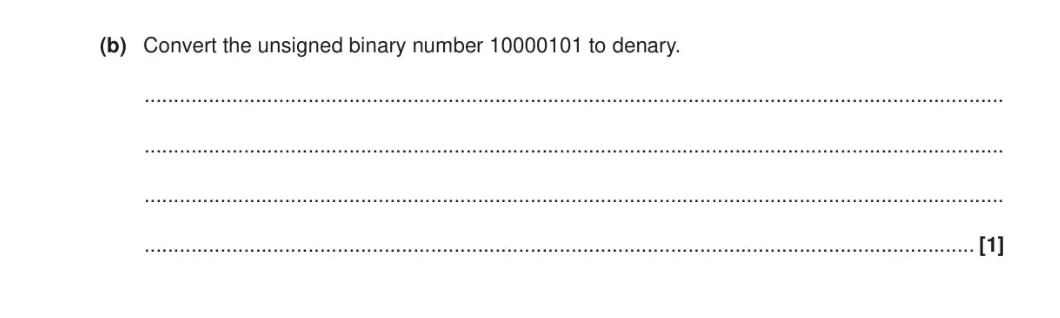 (b) Convert the unsigned binary number 10000101 to denary.
[1]